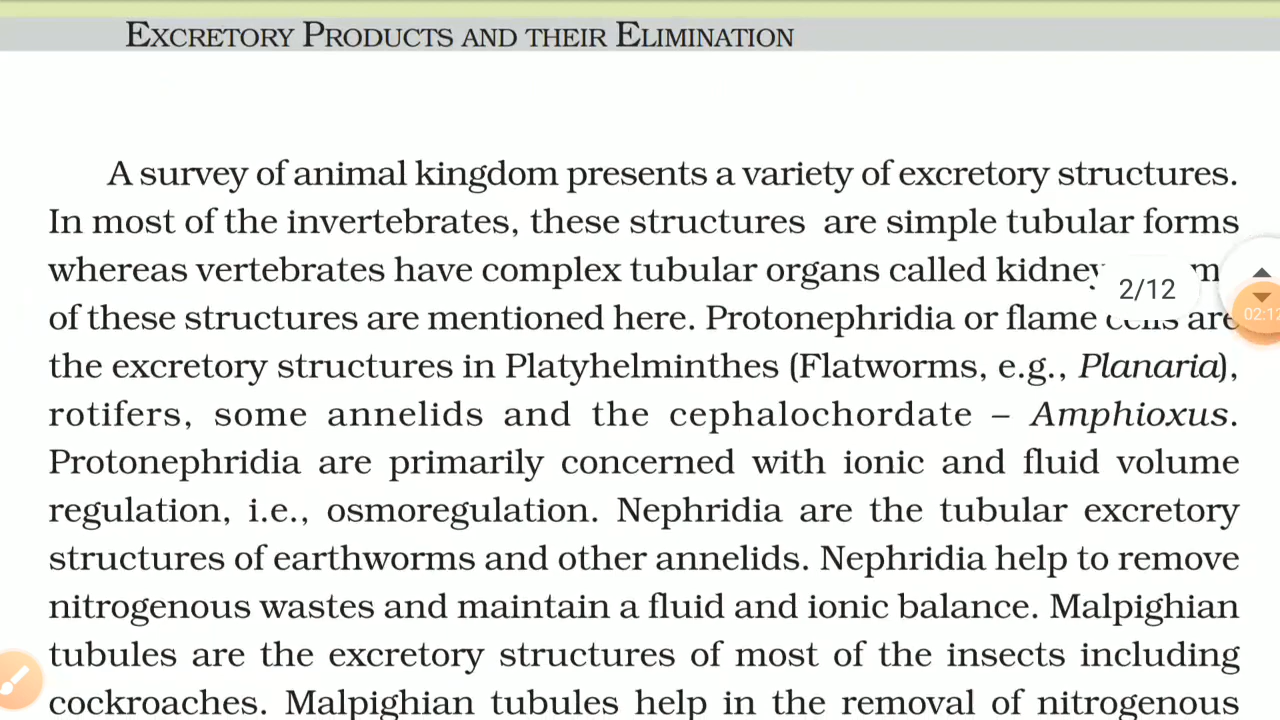 EXCRETORY PRODUCTS AND THEIR ELIMINATION
A survey of animal kingdom presents a variety of excretory structures.
In most of the invertebrates, these structures are simple tubular forms
whereas vertebrates have complex tubular organs called
2/12
of these structures are mentioned here. Protonephridia or flame cells are
02:12
the excretory structures in Platyhelminthes (Flatworms, e.g., Planaria),
rotifers, some annelids and the cephalochordate – Amphioxus.
Protonephridia are primarily concerned with ionic and fluid volume
regulation, i.e., osmoregulation. Nephridia are the tubular excretory
structures of earthworms and other annelids. Nephridia help to remove
nitrogenous wastes and maintain a fluid and ionic balance. Malpighian
tubules are the excretory structures of most of the insects including
cockroaches. Malpighian tubules help in the removal of nitrogenous